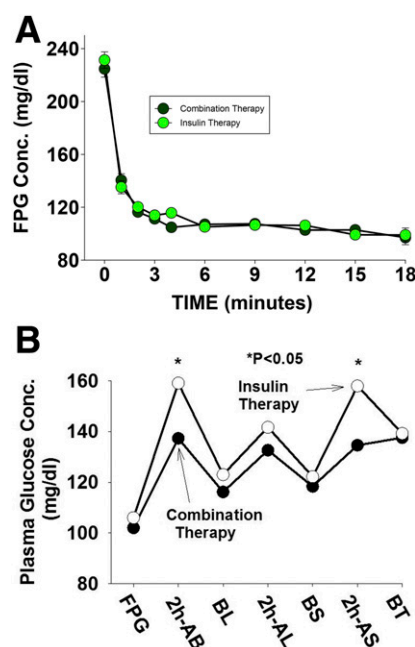 A
FPG Conc. (mg/dl)
240
200
160
120
80
Combination Therapy
Insulin Therapy
0 3 6 9 12 15 18
TIME (minutes)
B
Plasma Glucose Conc.
(mg/dl)
160
140
120
100
80
* *P<0.05 *
Insulin
Therapy
Combination
Therapy
FPG 2h-AB BL 2h-AL BS 2h-AS BT